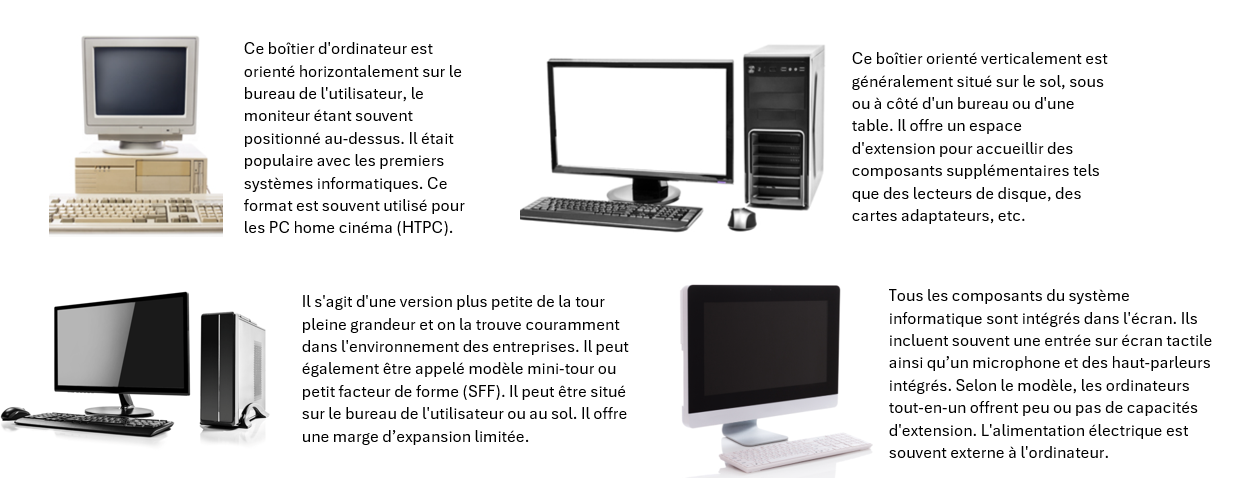 Ce boîtier d'ordinateur est
orienté horizontalement sur le
bureau de l'utilisateur, le
moniteur étant souvent
positionné au-dessus. Il était
populaire avec les premiers
systèmes informatiques. Ce
format est souvent utilisé pour
les PC home cinéma (HTPC).
Ce boîtier orienté verticalement est
généralement situé sur le sol, sous
ou à côté d'un bureau ou d'une
table. Il offre un espace
d'extension pour accueillir des
composants supplémentaires tels
que des lecteurs de disque, des
cartes adaptateurs, etc.
Il s'agit d'une version plus petite de la tour
pleine grandeur et on la trouve couramment
dans l'environnement des entreprises. Il peut
également être appelé modèle mini-tour ou
petit facteur de forme (SFF). Il peut être situé
sur le bureau de l'utilisateur ou au sol. Il offre
une marge d’expansion limitée.
Tous les composants du système
informatique sont intégrés dans l'écran. Ils
incluent souvent une entrée sur écran tactile
ainsi qu’un microphone et des haut-parleurs
intégrés. Selon le modèle, les ordinateurs
tout-en-un offrent peu ou pas de capacités
d'extension. L'alimentation électrique est
souvent externe à l'ordinateur.